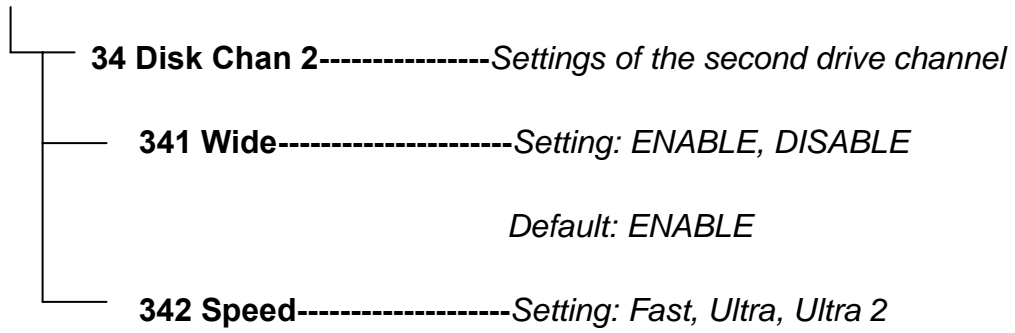 34 Disk Chan 2----------------Settings of the second drive channel
341 Wide----------------------Setting: ENABLE, DISABLE
Default: ENABLE
342 Speed--------------------Setting: Fast, Ultra, Ultra 2